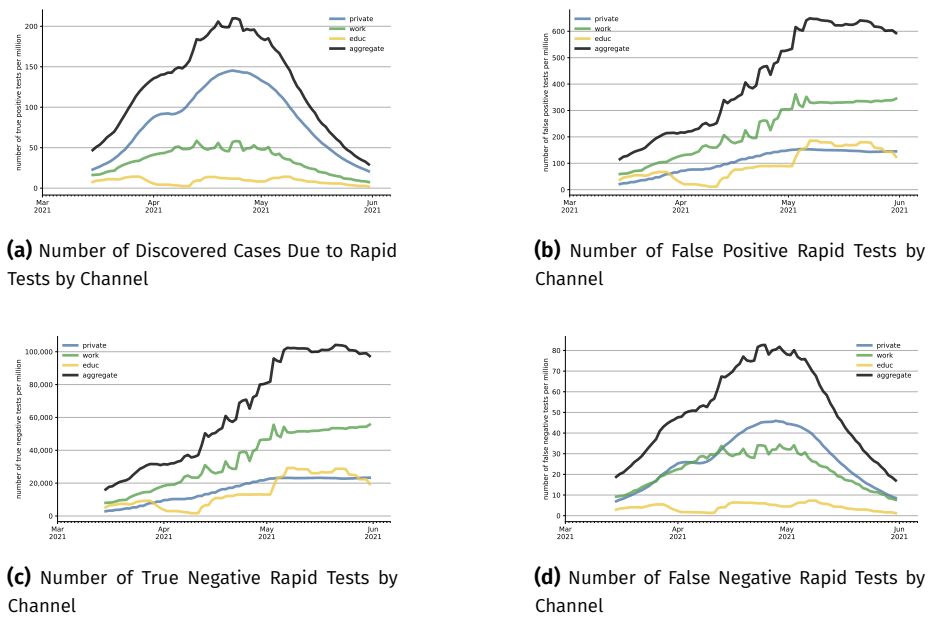 number of true positive tests per million
200
150
100
50
0
private
work
educ
aggregate
Mar
2021
Apr
2021
May
2021
Jun
2021
(a) Number of Discovered Cases Due to Rapid
Tests by Channel
number of false positive tests per million
600
500
400
300
200
100
0
private
work
educ
aggregate
Mar
2021
Apr
2021
May
2021
Jun
2021
(b) Number of False Positive Rapid Tests by
Channel
number of true negative tests per million
100,000
80,000
60,000
40,000
20,000
0
private
work
educ
aggregate
Mar
2021
Apr
2021
May
2021
Jun
2021
(c) Number of True Negative Rapid Tests by
Channel
number of false negative tests per million
80
70
60
50
40
30
20
10
0
private
work
educ
aggregate
Mar
2021
Apr
2021
May
2021
Jun
2021
(d) Number of False Negative Rapid Tests by
Channel